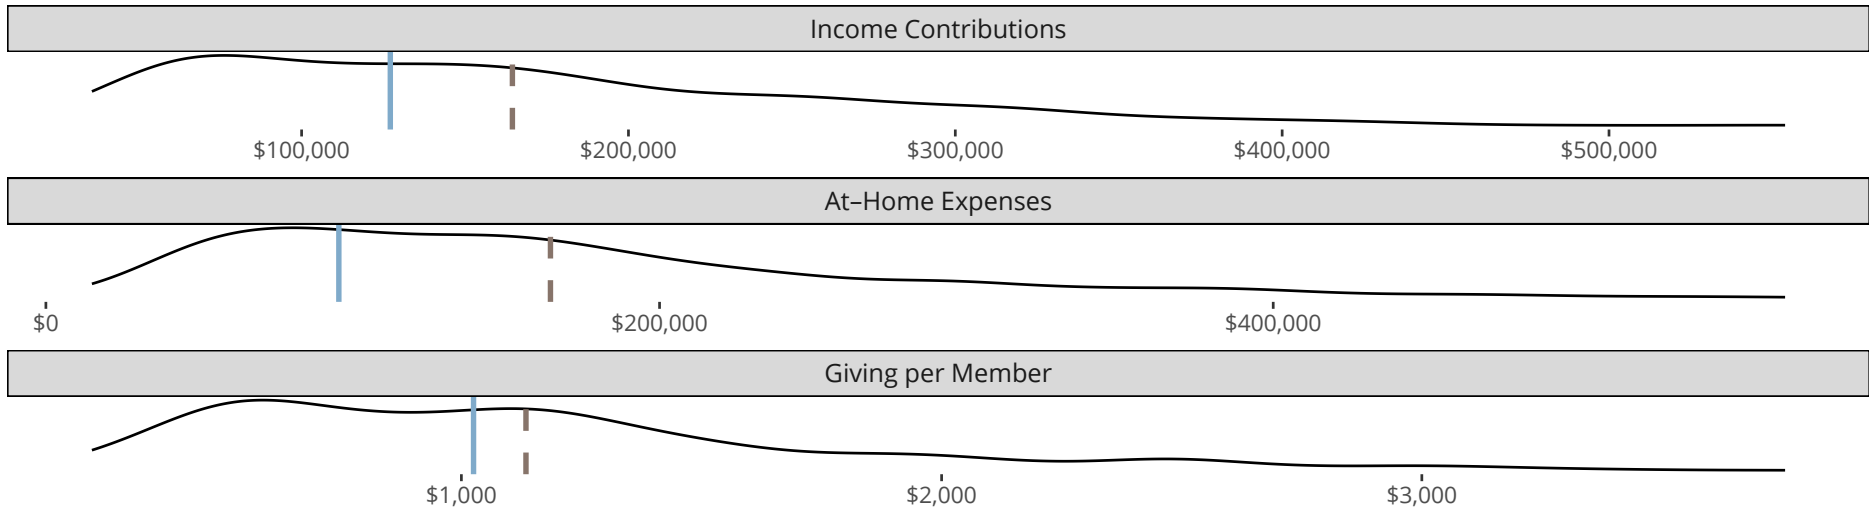 Income Contributions
$100,000 $200,000 $300,000 $400,000 $500,000
At–Home Expenses
$0 $200,000 $400,000
Giving per Member
$1,000 $2,000 $3,000